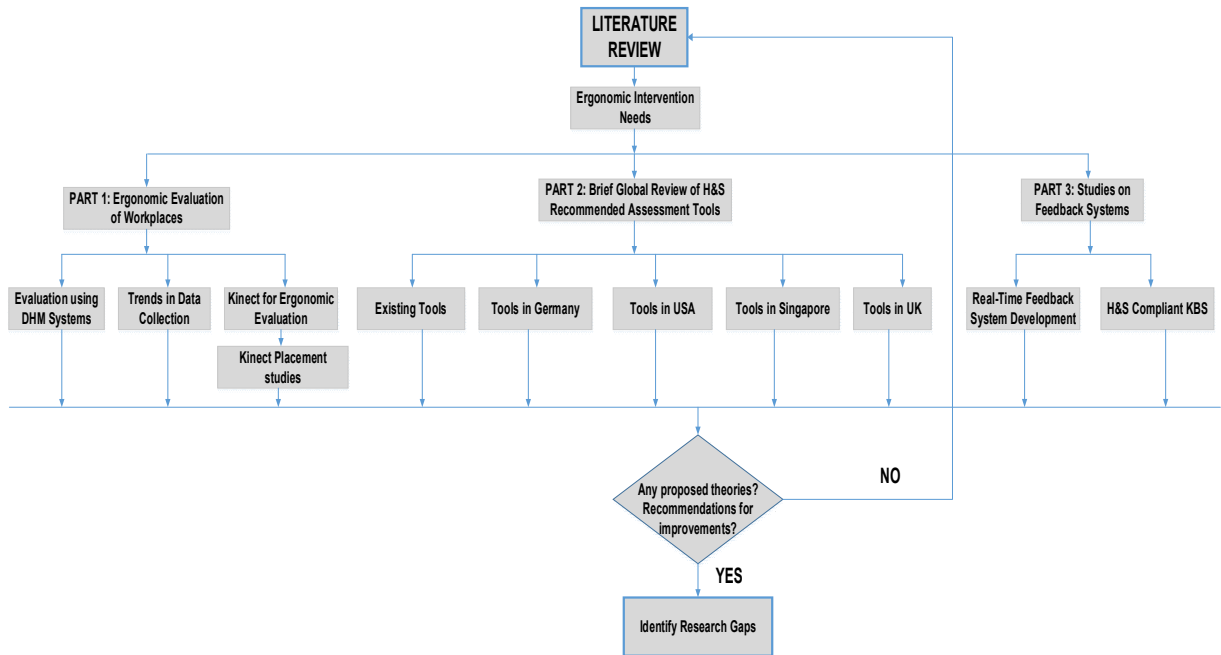 LITERATURE
REVIEW
Ergonomic Intervention
Needs
PART 1: Ergonomic Evaluation
of Workplaces
PART 2: Brief Global Review of H&S
Recommended Assessment Tools
PART 3: Studies on
Feedback Systems
Evaluation using
DHM Systems
Trends in Data
Collection
Kinect for Ergonomic
Evaluation
Kinect Placement
studies
Existing Tools
Tools in Germany
Tools in USA
Tools in Singapore
Tools in UK
Real-Time Feedback
System Development
H&S Compliant KBS
Any proposed theories?
Recommendations for
improvements?
NO
YES
Identify Research Gaps